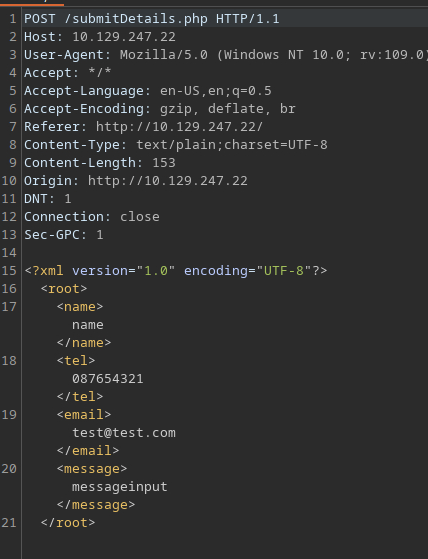 1 POST /submitDetails.php HTTP/1.1
2 Host: 10.129.247.22
3 User-Agent: Mozilla/5.0 (Windows NT 10.0; rv:109.0)
4 Accept: */*
5 Accept-Language: en-US,en;q=0.5
6 Accept-Encoding: gzip, deflate, br
7 Referer: http://10.129.247.22/
8 Content-Type: text/plain;charset=UTF-8
9 Content-Length: 153
10 Origin: http://10.129.247.22
11 DNT: 1
12 Connection: close
13 Sec-GPC: 1
14
15 <?xml version="1.0" encoding="UTF-8"?>
16 <root>
17 <name>
name
</name>
18 <tel>
087654321
</tel>
19 <email>
test@test.com
</email>
20 <message>
messageinput
</message>
21 </root>